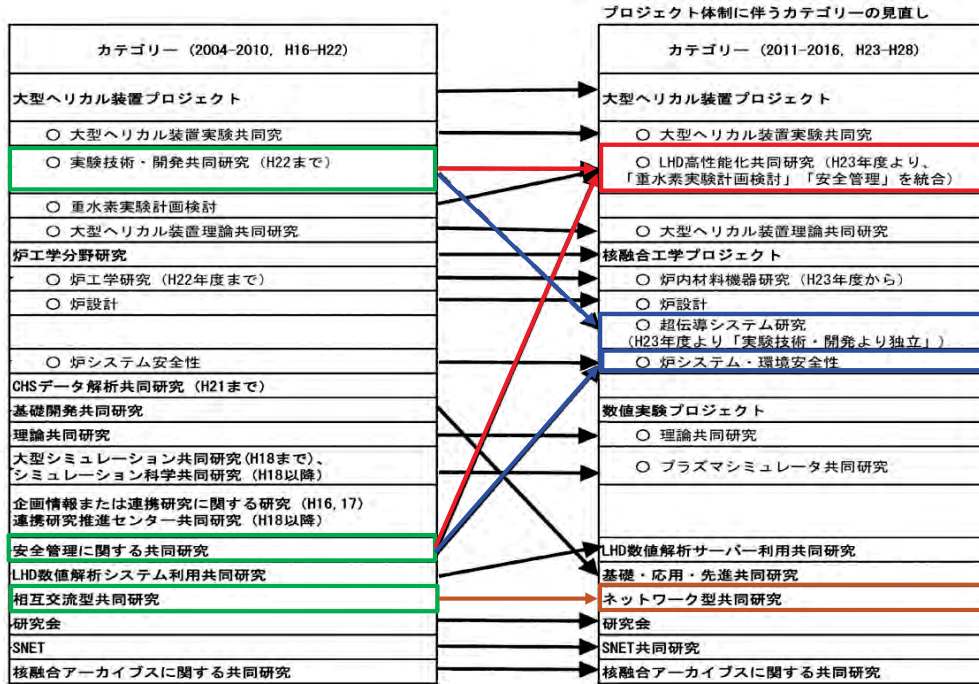 プロジェクト体制に伴うカテゴリーの見直し
カテゴリー (2004-2010, H16-H22)
大型ヘリカル装置プロジェクト
○ 大型ヘリカル装置実験共同究
○ 実験技術・開発共同研究 (H22まで)
○ 重水素実験計画検討
○ 大型ヘリカル装置理論共同研究
炉工学分野研究
○ 炉工学研究 (H22年度まで)
○ 炉設計
○ 炉システム安全性
CHSデータ解析共同研究 (H21まで)
基礎開発共同研究
理論共同研究
大型シミュレーション共同研究(H18まで)、
シミュレーション科学共同研究 (H18以降)
企画情報または連携研究に関する研究 (H16,17)
連携研究推進センター共同研究 (H18以降)
安全管理に関する共同研究
LHD数値解析システム利用共同研究
相互交流型共同研究
研究会
SNET
核融合アーカイブスに関する共同研究
カテゴリー (2011-2016, H23-H28)
大型ヘリカル装置プロジェクト
○ 大型ヘリカル装置実験共同究
○ LHD高性能化共同研究 (H23年度より、
「重水素実験計画検討」「安全管理」を統合)
○ 大型ヘリカル装置理論共同研究
核融合工学プロジェクト
○ 炉内材料機器研究 (H23年度から)
○ 炉設計
○ 超伝導システム研究
(H23年度より「実験技術・開発より独立」)
○ 炉システム・環境安全性
数値実験プロジェクト
○ 理論共同研究
○ プラズマシミュレータ共同研究
LHD数値解析サーバー利用共同研究
基礎・応用・先進共同研究
ネットワーク型共同研究
研究会
SNET共同研究
核融合アーカイブスに関する共同研究